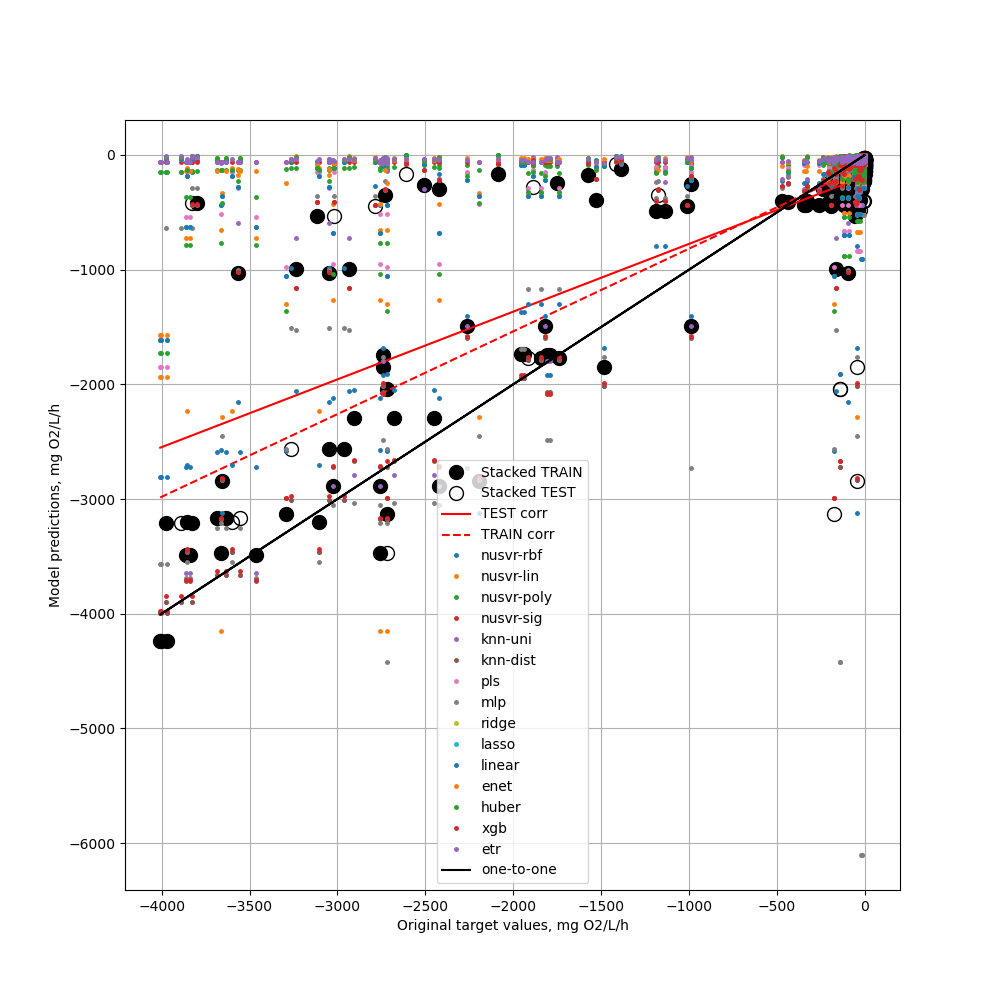 0
−1000
−2000
−3000
−4000
−5000
−6000
Model predictions, mg O2/L/h
Stacked TRAIN
Stacked TEST
TEST corr
TRAIN corr
nusvr-rbf
nusvr-lin
nusvr-poly
nusvr-sig
knn-uni
knn-dist
pls
mlp
ridge
lasso
linear
enet
huber
xgb
etr
one-to-one
−4000 −3500 −3000 −2500 −2000 −1500 −1000 −500 0
Original target values, mg O2/L/h